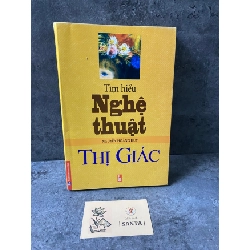 Tìm hiểu
Nghệ
thuật
THỊ GIÁC